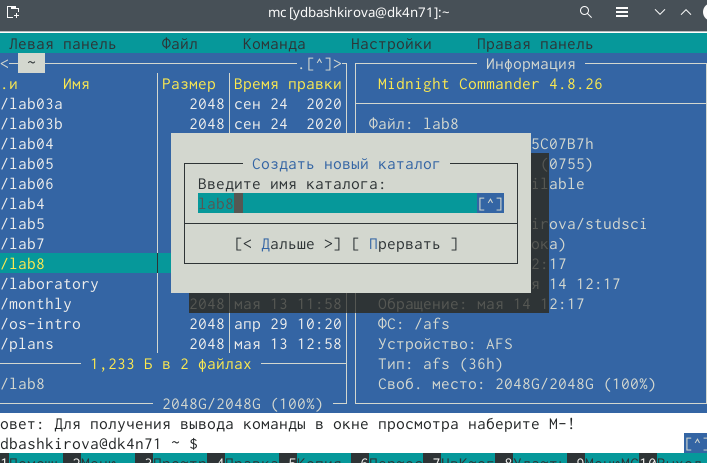 mc [ydbashkirova@dk4n71]:~
Левая панель Файл Команда Настройки Правая панель
<— ~ .[^]>
.и Имя Размер Время правки
/lab03a 2048 сен 24 2020
/lab03b 2048 сен 24 2020
/lab04
/lab05
/lab06
/lab4
/lab5
/lab7
/lab8
/laboratory
/monthly 2048 мая 13 11:58
/os-intro 2048 апр 29 10:20
/plans 2048 мая 13 12:58
1,233 Б в 2 файлах
/lab8
2048G/2048G (100%)
Информация
Midnight Commander 4.8.26
Файл: lab8
5C07B7h
(0755)
ilable
irova/studsci
ока)
12:17
я 14 12:17
Обращение: мая 14 12:17
ФС: /afs
Устройство: AFS
Тип: afs (36h)
Своб. место: 2048G/2048G (100%)
Создать новый каталог
Введите имя каталога:
lab8 [^]
[< Дальше >] [ Прервать ]
овет: Для получения вывода команды в окне просмотра наберите M-!
dbashkirova@dk4n71 ~ $ [^]